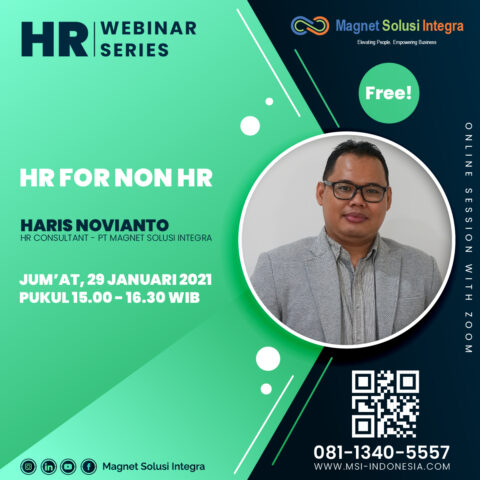 HR
WEBINAR
SERIES
Magnet Solusi Integra
Elevating People. Empowering Business
Free!
HR FOR NON HR
HARIS NOVIANTO
HR CONSULTANT - PT MAGNET SOLUSI INTEGRA
JUM'AT, 29 JANUARI 2021
PUKUL 15.00 - 16.30 WIB
ONLINE SESSION WITH ZOOM
081-1340-5557
WWW.MSI-INDONESIA.COM
Magnet Solusi Integra